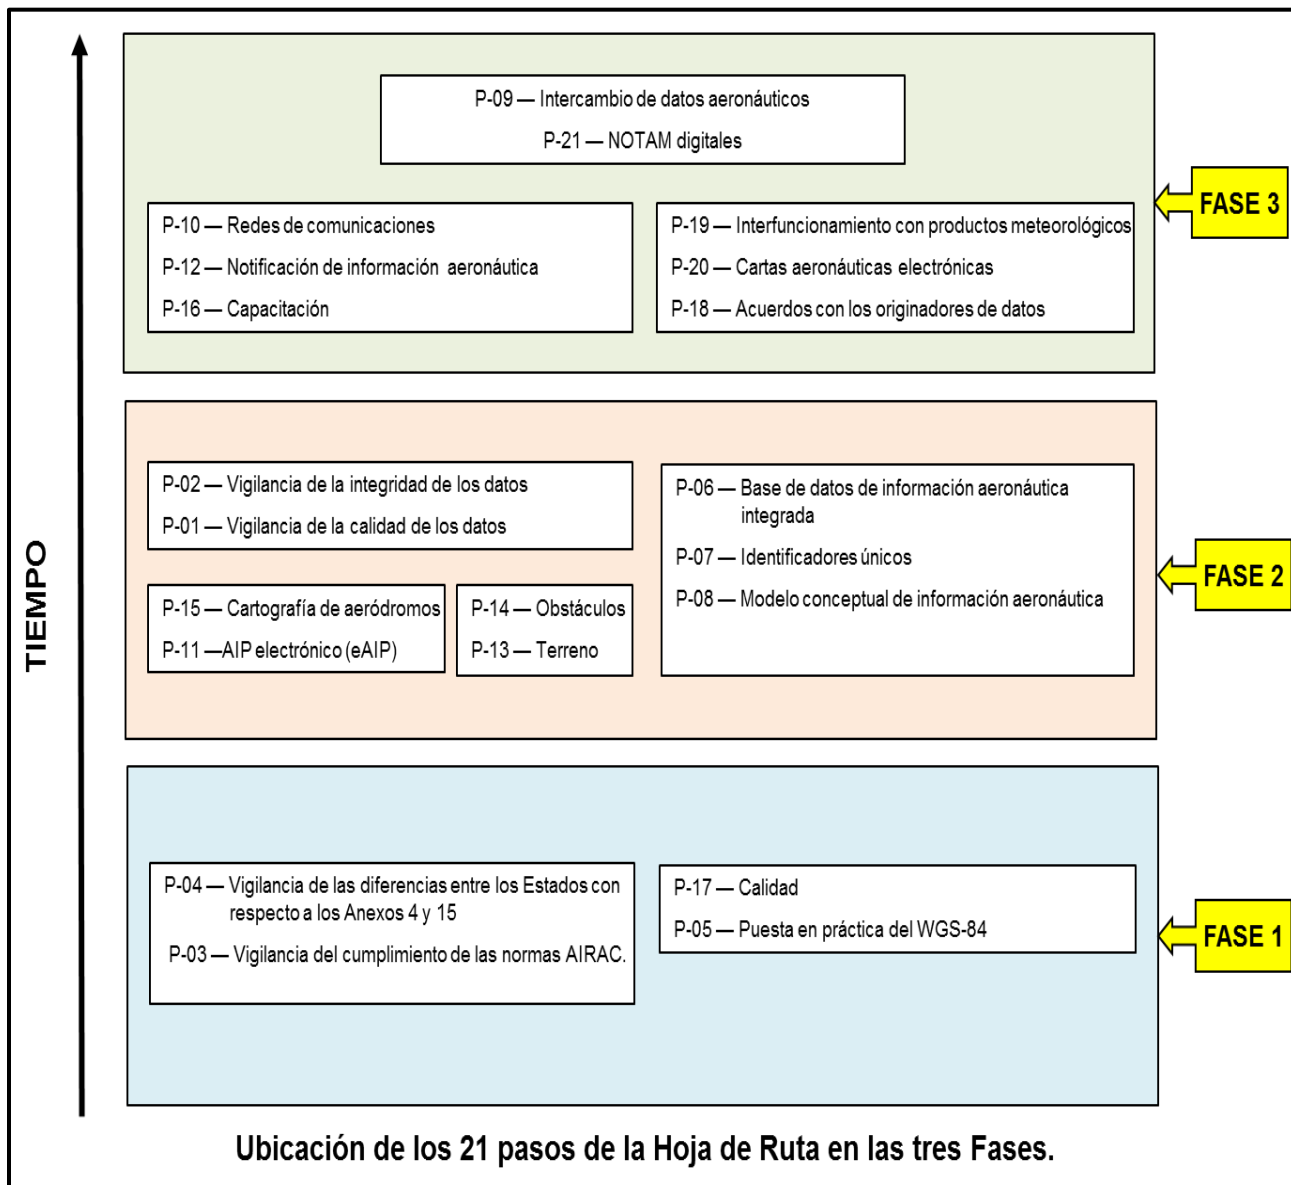 TIEMPO
P-09 — Intercambio de datos aeronáuticos
P-21 — NOTAM digitales
P-10 — Redes de comunicaciones
P-12 — Notificación de información aeronáutica
P-16 — Capacitación
P-19 — Interfuncionamiento con productos meteorológicos
P-20 — Cartas aeronáuticas electrónicas
P-18 — Acuerdos con los originadores de datos
FASE 3
P-02 — Vigilancia de la integridad de los datos
P-01 — Vigilancia de la calidad de los datos
P-15 — Cartografía de aeródromos
P-11 —AIP electrónico (eAIP)
P-14 — Obstáculos
P-13 — Terreno
P-06 — Base de datos de información aeronáutica
integrada
P-07 — Identificadores únicos
P-08 — Modelo conceptual de información aeronáutica
FASE 2
P-04 — Vigilancia de las diferencias entre los Estados con
respecto a los Anexos 4 y 15
P-03 — Vigilancia del cumplimiento de las normas AIRAC.
P-17 — Calidad
P-05 — Puesta en práctica del WGS-84
FASE 1
Ubicación de los 21 pasos de la Hoja de Ruta en las tres Fases.